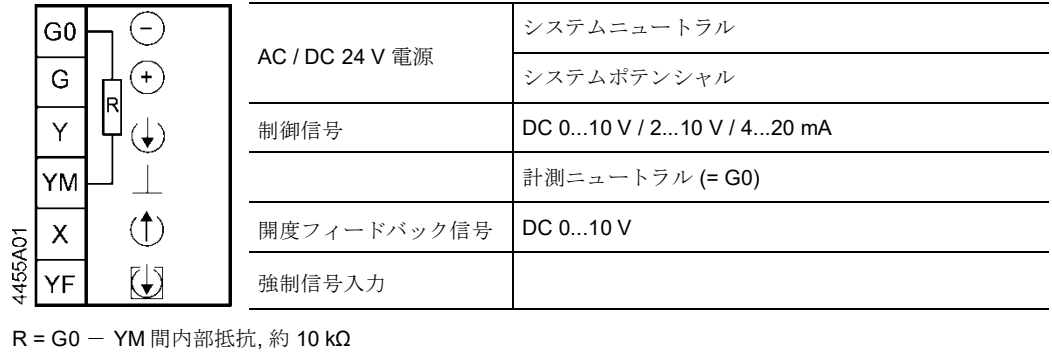 G0
AC / DC 24 V 電源
システムニュートラル
G
システムポテンシャル
R
Y
制御信号
DC 0...10 V / 2...10 V / 4...20 mA
YM
計測ニュートラル (= G0)
X
開度フィードバック信号
DC 0...10 V
YF
強制信号入力
4455A01
R = G0 － YM 間内部抵抗, 約 10 kΩ